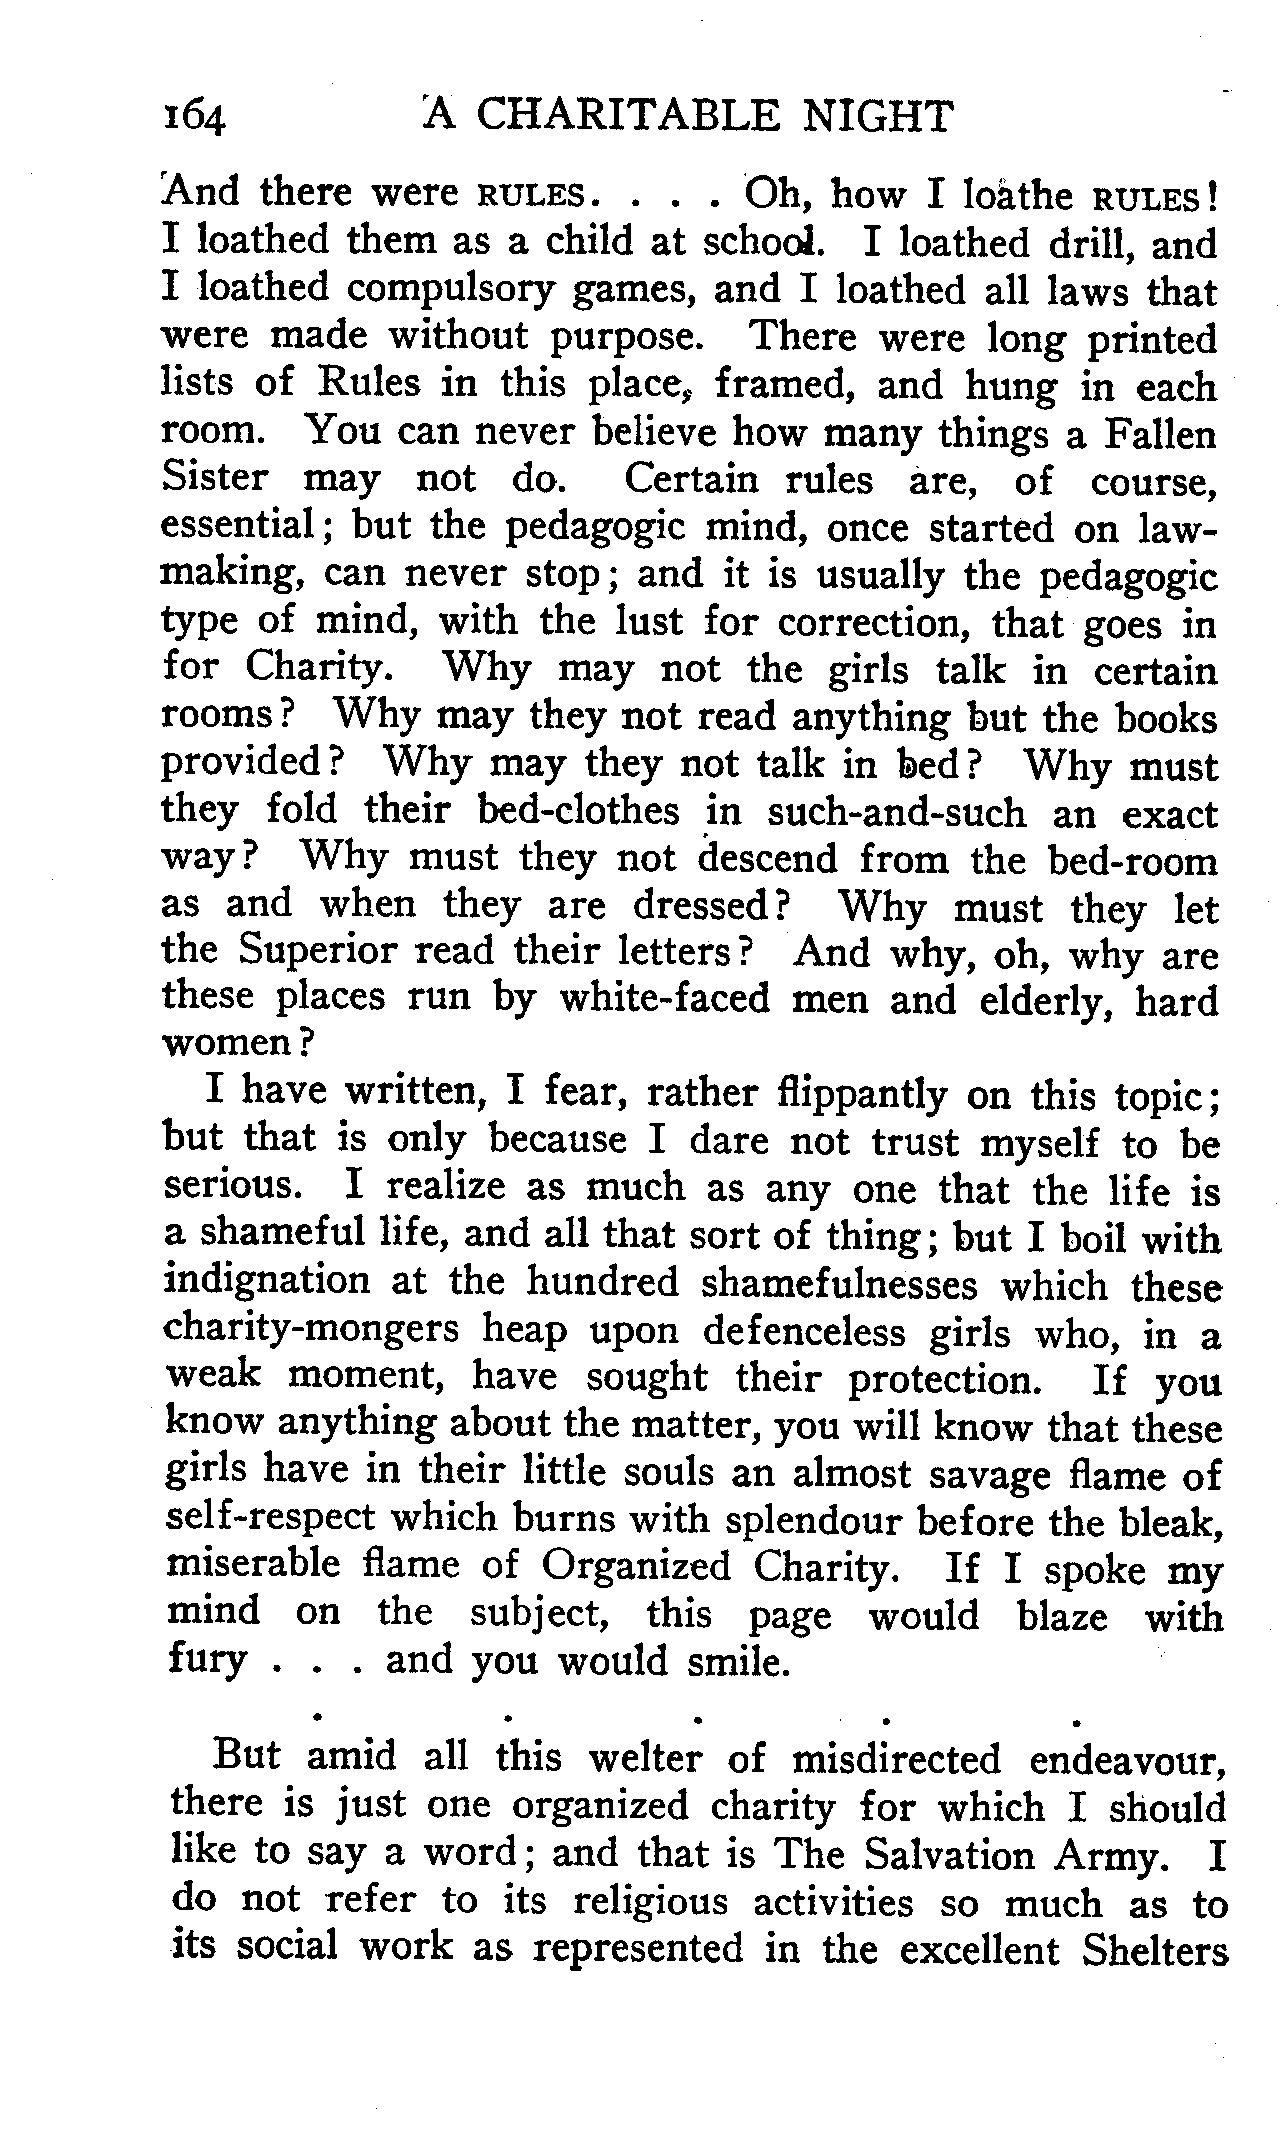 164 A CHARITABLE NIGHT
And there were RULES. . . . Oh, how I loathe RULES!
I loathed them as a child at school. I loathed drill, and
I loathed compulsory games, and I loathed all laws that
were made without purpose. There were long printed
lists of Rules in this place, framed, and hung in each
room. You can never believe how many things a Fallen
Sister may not do. Certain rules are, of course,
essential; but the pedagogic mind, once started on law-
making, can never stop; and it is usually the pedagogic
type of mind, with the lust for correction, that goes in
for Charity. Why may not the girls talk in certain
rooms? Why may they not read anything but the books
provided? Why may they not talk in bed? Why must
they fold their bed-clothes in such-and-such an exact
way? Why must they not descend from the bed-room
as and when they are dressed? Why must they let
the Superior read their letters? And why, oh, why are
these places run by white-faced men and elderly, hard
women?
I have written, I fear, rather flippantly on this topic;
but that is only because I dare not trust myself to be
serious. I realize as much as any one that the life is
a shameful life, and all that sort of thing; but I boil with
indignation at the hundred shamefulnesses which these
charity-mongers heap upon defenceless girls who, in a
weak moment, have sought their protection. If you
know anything about the matter, you will know that these
girls have in their little souls an almost savage flame of
self-respect which burns with splendour before the bleak,
miserable flame of Organized Charity. If I spoke my
mind on the subject, this page would blaze with
fury . . . and you would smile.
. . . . .
But amid all this welter of misdirected endeavour,
there is just one organized charity for which I should
like to say a word; and that is The Salvation Army. I
do not refer to its religious activities so much as to
its social work as represented in the excellent Shelters